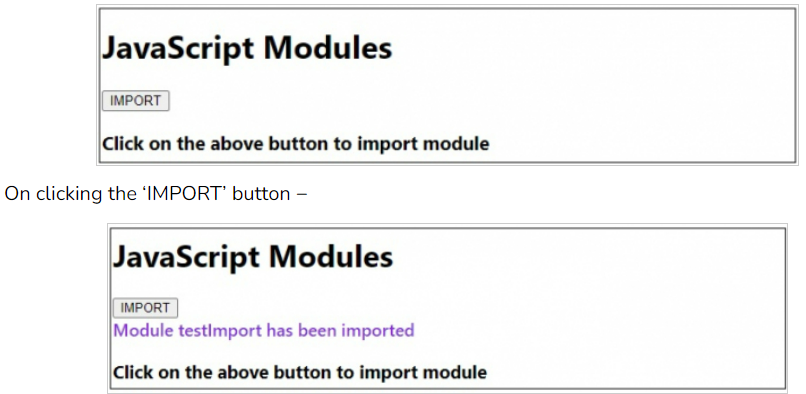 JavaScript Modules
IMPORT
Click on the above button to import module
On clicking the ‘IMPORT’ button –
JavaScript Modules
IMPORT
Module testImport has been imported
Click on the above button to import module